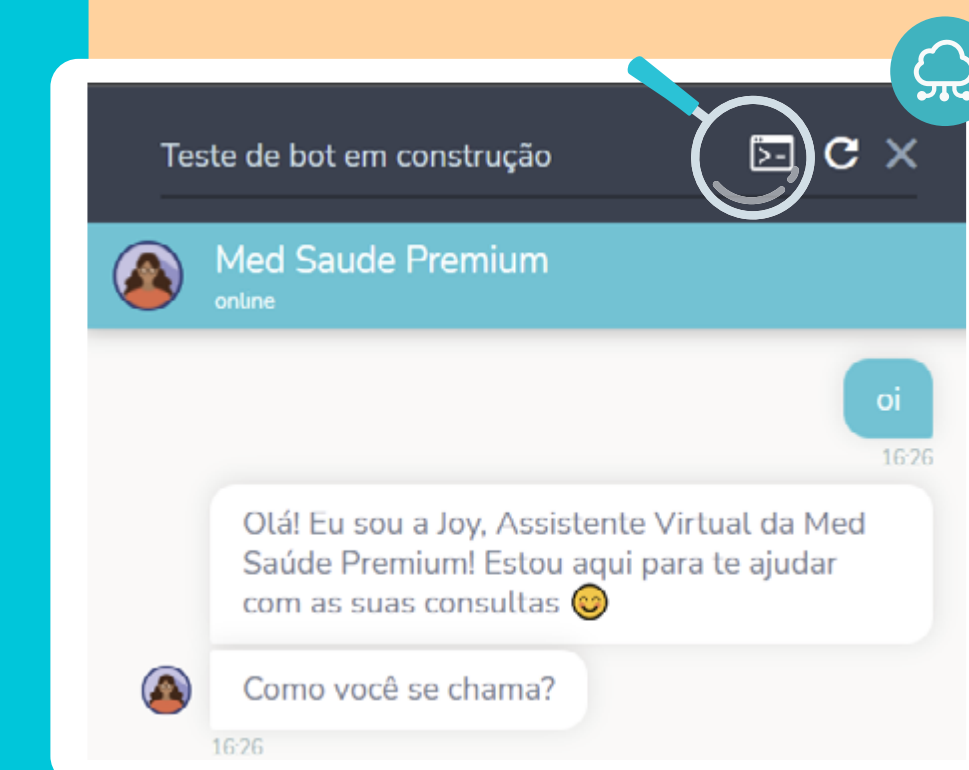 Teste de bot em construção
Med Saude Premium
online
oi
16:26
Olá! Eu sou a Joy, Assistente Virtual da Med
Saúde Premium! Estou aqui para te ajudar
com as suas consultas 😊
Como você se chama?
16:26